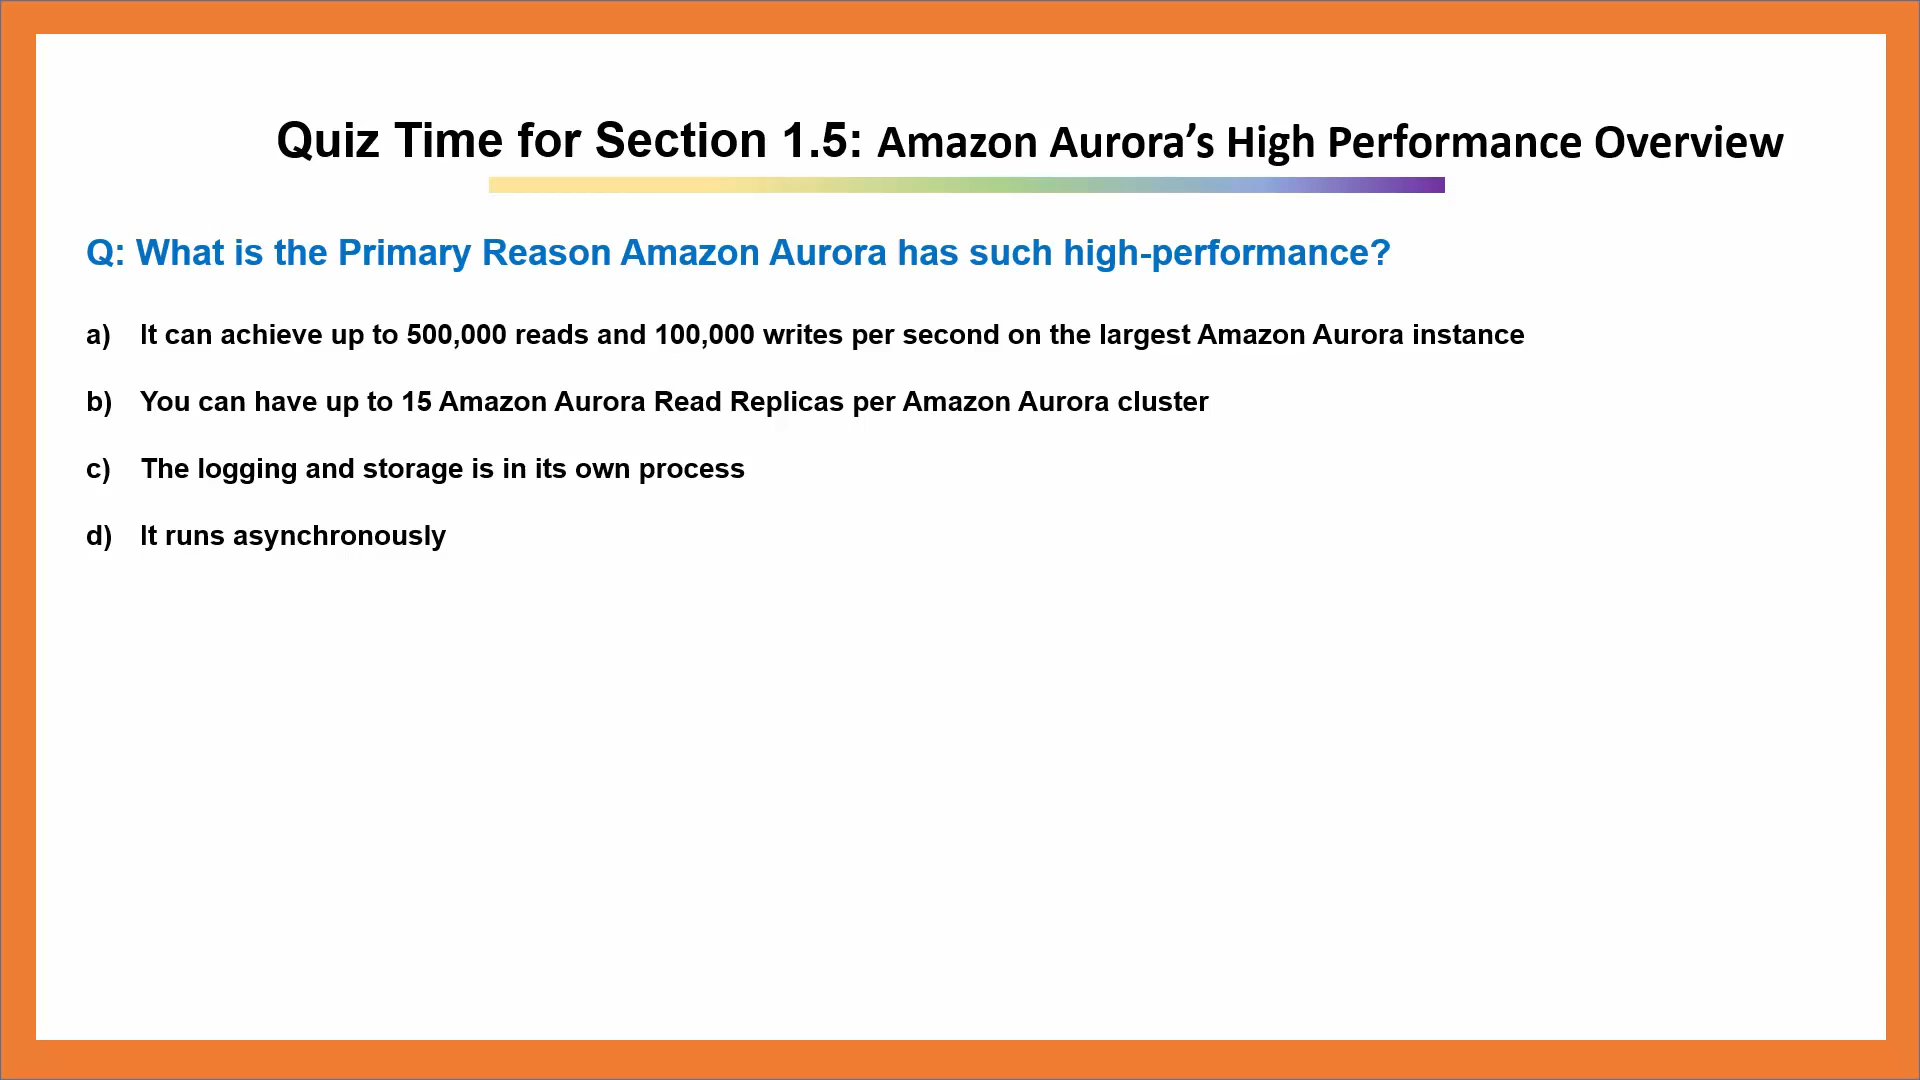 Quiz Time for Section 1.5: Amazon Aurora’s High Performance Overview
Q: What is the Primary Reason Amazon Aurora has such high-performance?
a) It can achieve up to 500,000 reads and 100,000 writes per second on the largest Amazon Aurora instance
b) You can have up to 15 Amazon Aurora Read Replicas per Amazon Aurora cluster
c) The logging and storage is in its own process
d) It runs asynchronously